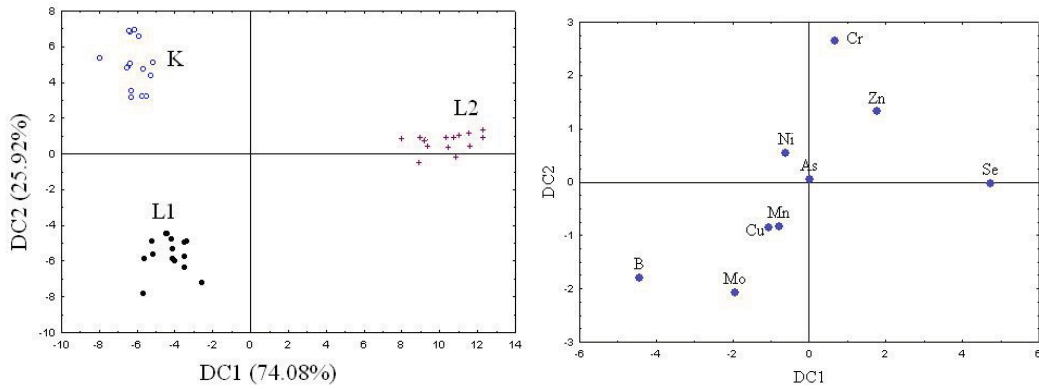 8
6
4
2
0
-2
-4
-6
-8
-10
DC2 (25.92%)
K
L2
L1
-10 -8 -6 -4 -2 0 2 4 6 8 10 12 14
DC1 (74.08%)
3
2
1
0
-1
-2
-3
DC2
Cr
Zn
Ni
As
Se
Mn
Cu
B
Mo
-6 -4 -2 0 2 4 6
DC1